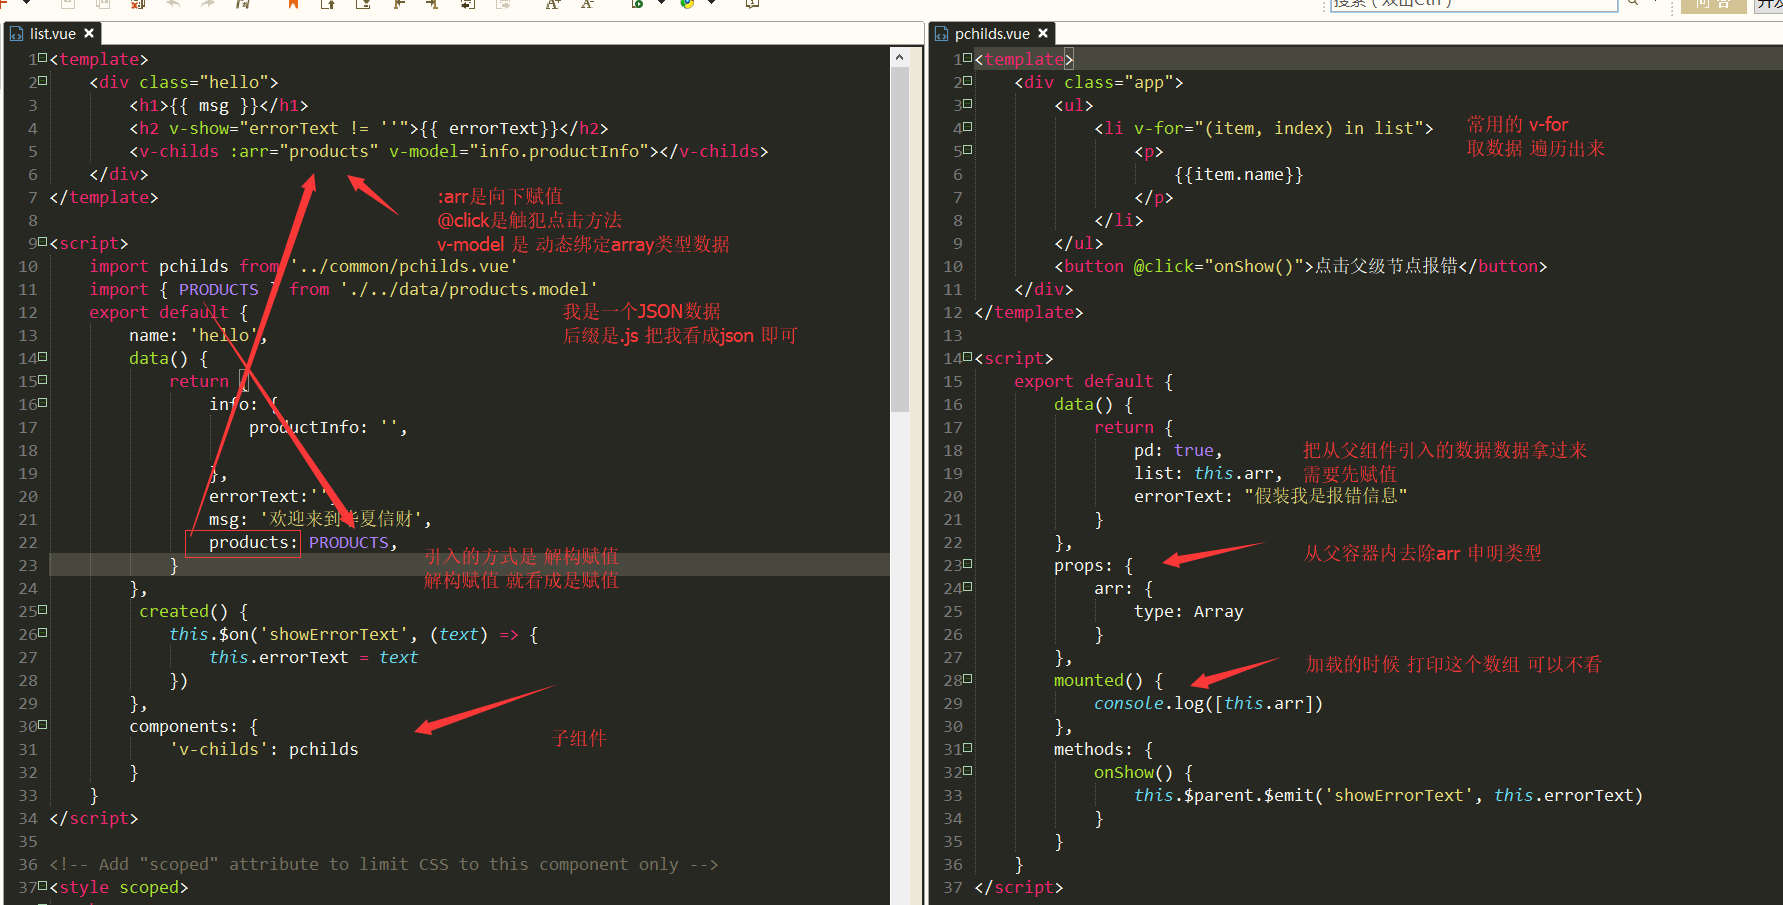 搜索（双击Ctrl）
问答
开发
list.vue
1 <template>
2 <div class="hello">
3 <h1>{{ msg }}</h1>
4 <h2 v-show="errorText != ''">{{ errorText}}</h2>
5 <v-childs :arr="products" v-model="info.productInfo"></v-childs>
6 </div>
7 </template>
:arr是向下赋值
@click是触犯点击方法
v-model 是 动态绑定array类型数据
8
9 <script>
10 import pchilds from '../common/pchilds.vue'
11 import { PRODUCTS } from './../data/products.model'
12 export default {
我是一个JSON数据
后缀是.js 把我看成json 即可
13 name: 'hello',
14 data() {
15 return {
16 info: {
17 productInfo: '',
18
19 },
20 errorText:''
21 msg: '欢迎来到华夏信财',
22 products: PRODUCTS,
引入的方式是 解构赋值
解构赋值 就看成是赋值
23 }
24 },
25 created() {
26 this.$on('showErrorText', (text) => {
27 this.errorText = text
28 })
29 },
30 components: {
子组件
31 'v-childs': pchilds
32 }
33 }
34 </script>
35
36 <!-- Add "scoped" attribute to limit CSS to this component only -->
37 <style scoped>
pchilds.vue
1 <template>
2 <div class="app">
3 <ul>
4 <li v-for="(item, index) in list">
常用的 v-for
取数据 遍历出来
5 <p>
6 {{item.name}}
7 </p>
8 </li>
9 </ul>
10 <button @click="onShow()">点击父级节点报错</button>
11 </div>
12 </template>
13
14 <script>
15 export default {
16 data() {
17 return {
18 pd: true,
把从父组件引入的数据数据拿过来
19 list: this.arr,
需要先赋值
20 errorText: "假装我是报错信息"
21 }
22 },
23 props: {
从父容器内去除arr 申明类型
24 arr: {
25 type: Array
26 }
27 },
28 mounted() {
加载的时候 打印这个数组 可以不看
29 console.log([this.arr])
30 },
31 methods: {
32 onShow() {
33 this.$parent.$emit('showErrorText', this.errorText)
34 }
35 }
36 }
37 </script>